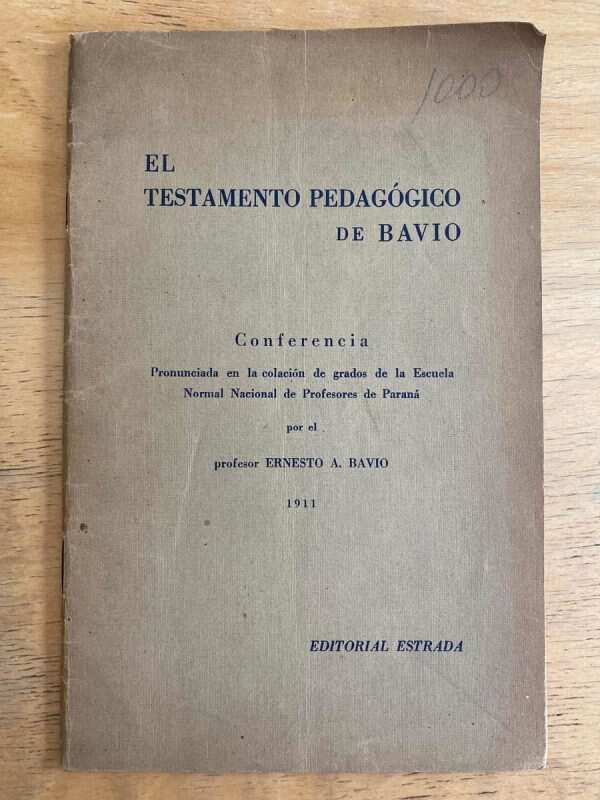 1000
EL
TESTAMENTO PEDAGÓGICO
DE BAVIO
Conferencia
Pronunciada en la colación de grados de la Escuela
Normal Nacional de Profesores de Paraná
por el
profesor ERNESTO A. BAVIO
1911
EDITORIAL ESTRADA